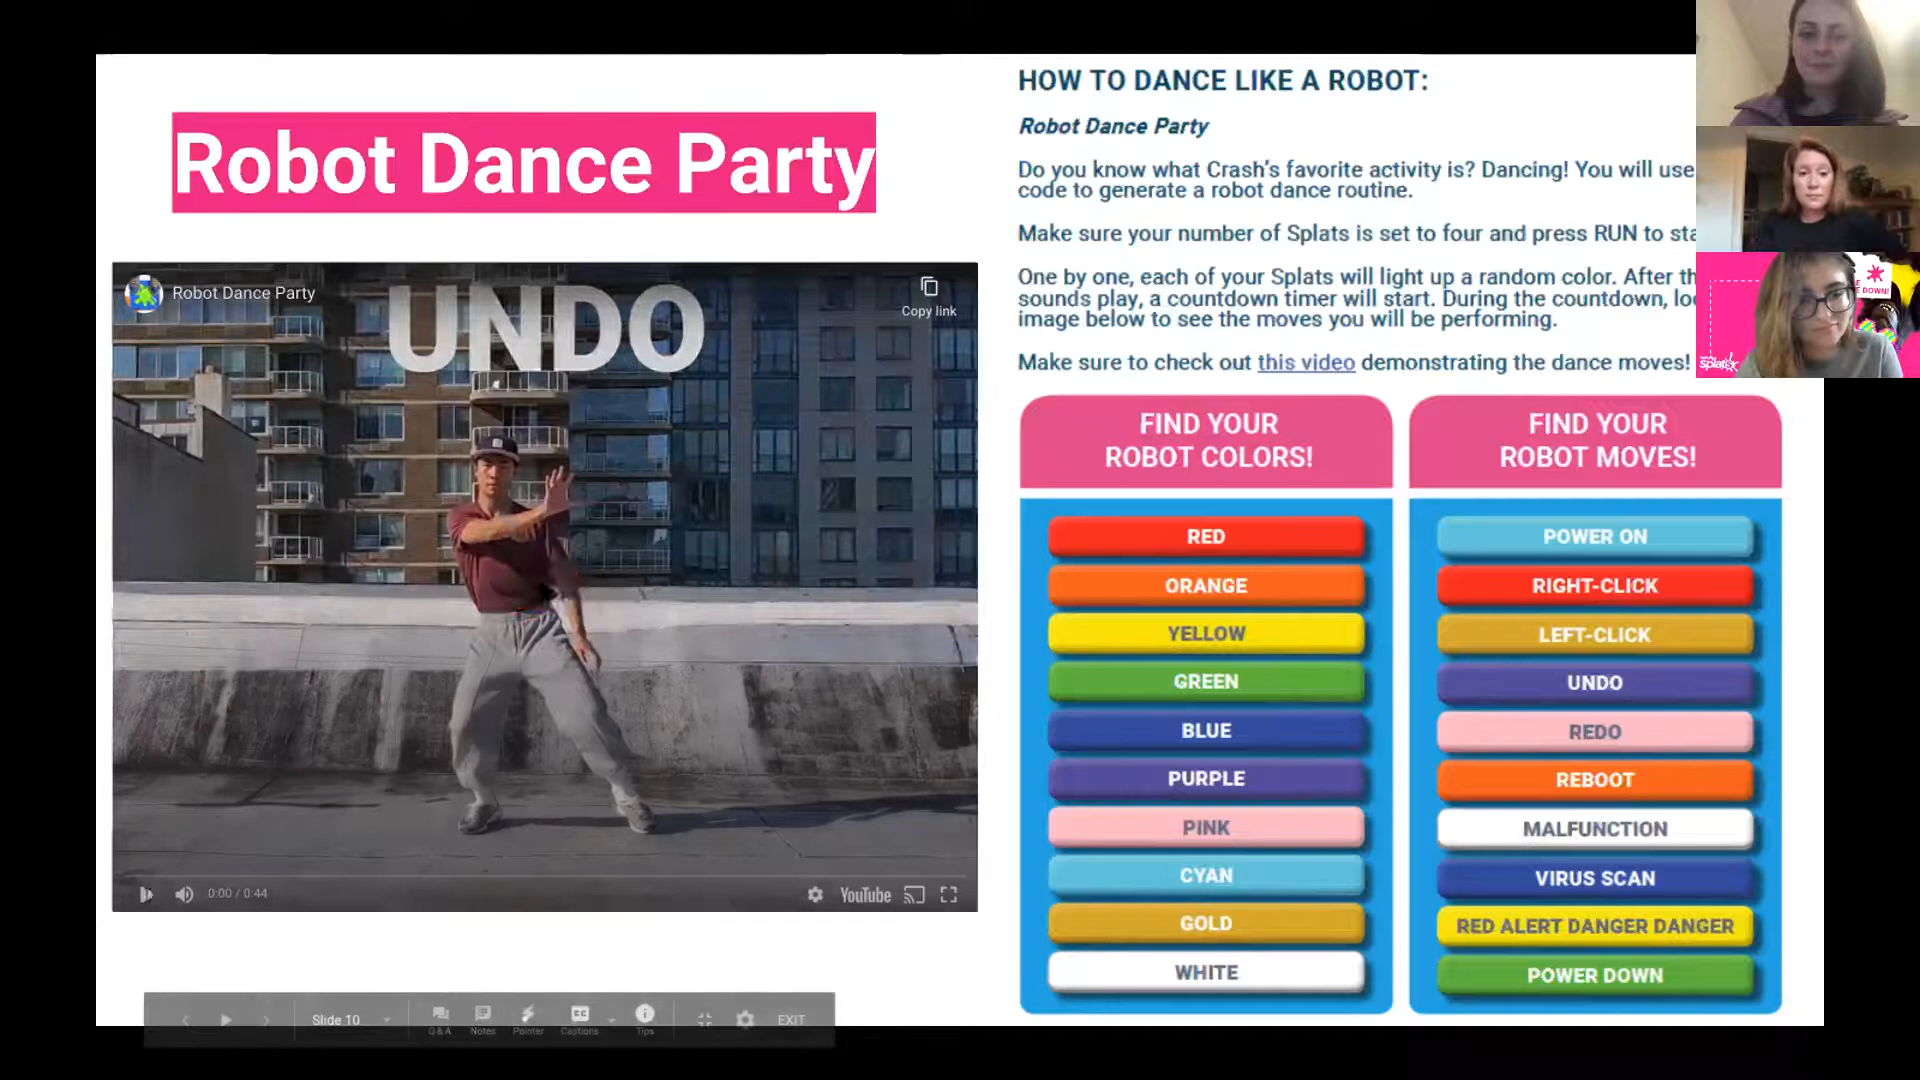 Robot Dance Party
Robot Dance Party
UNDO
Copy link
0:00 / 0:44
YouTube
HOW TO DANCE LIKE A ROBOT:
Robot Dance Party
Do you know what Crash's favorite activity is? Dancing! You will use
code to generate a robot dance routine.
Make sure your number of Splats is set to four and press RUN to
One by one, each of your Splats will light up a random color. After
sounds play, a countdown timer will start. During the countdown,
image below to see the moves you will be performing.
Make sure to check out this video demonstrating the dance moves!
FIND YOUR
ROBOT COLORS!
RED
ORANGE
YELLOW
GREEN
BLUE
PURPLE
PINK
CYAN
GOLD
WHITE
FIND YOUR
ROBOT MOVES!
POWER ON
RIGHT-CLICK
LEFT-CLICK
UNDO
REDO
REBOOT
MALFUNCTION
VIRUS SCAN
RED ALERT DANGER DANGER
POWER DOWN
DOWN!
Splats
Slide 10
Q & A
Notes
Pointer
CC
Captions
Tips
EXIT